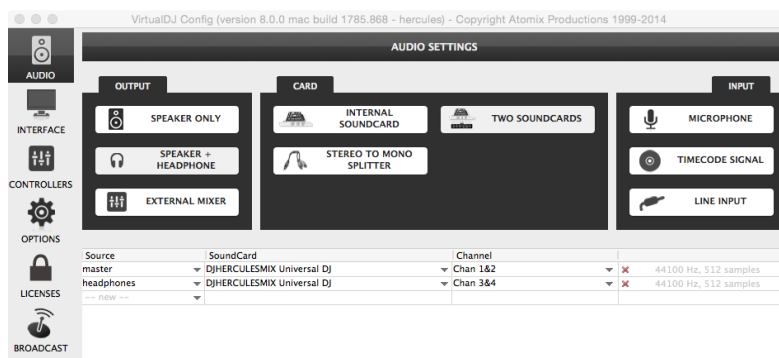 VirtualDJ Config (version 8.0.0 mac build 1785.868 - hercules) - Copyright Atomix Productions 1999-2014
AUDIO SETTINGS
AUDIO
INTERFACE
CONTROLLERS
OPTIONS
LICENSES
BROADCAST
OUTPUT
SPEAKER ONLY
SPEAKER +
HEADPHONE
EXTERNAL MIXER
CARD
INTERNAL
SOUNDCARD
TWO SOUNDCARDS
STEREO TO MONO
SPLITTER
INPUT
MICROPHONE
TIMECODE SIGNAL
LINE INPUT
Source SoundCard Channel
master DJHERCULESMIX Universal DJ Chan 1&2 44100 Hz, 512 samples
headphones DJHERCULESMIX Universal DJ Chan 3&4 44100 Hz, 512 samples
-- new --